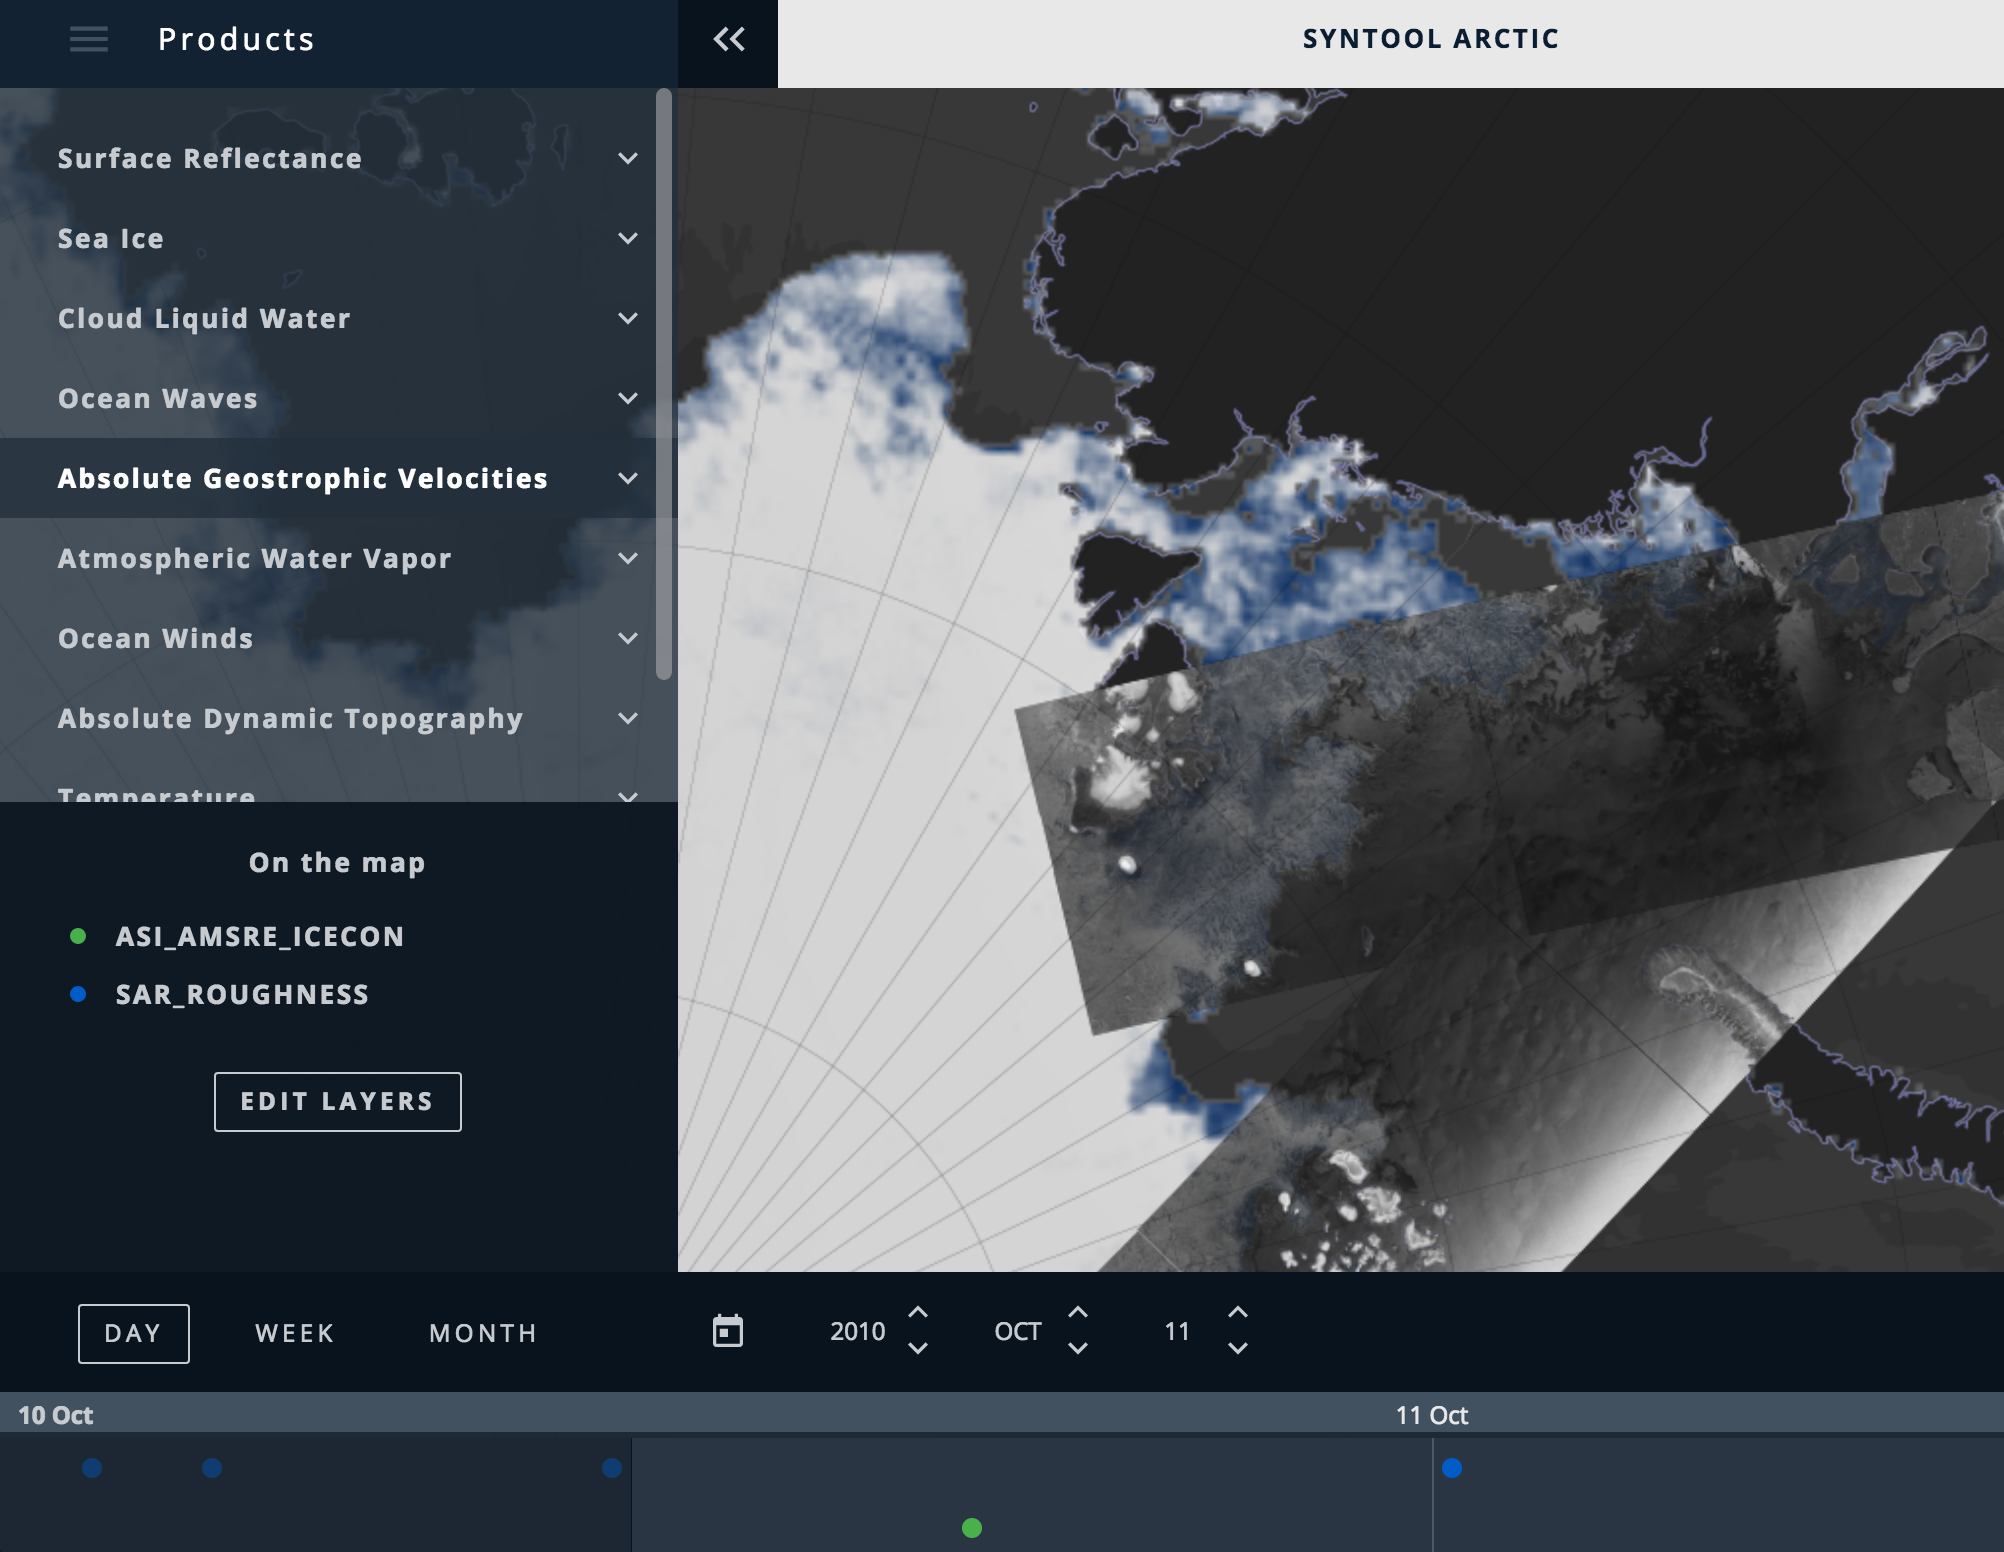 Products
SYNTOOL ARCTIC
Surface Reflectance
Sea Ice
Cloud Liquid Water
Ocean Waves
Absolute Geostrophic Velocities
Atmospheric Water Vapor
Ocean Winds
Absolute Dynamic Topography
Temperature
On the map
ASI_AMSRE_ICECON
SAR_ROUGHNESS
EDIT LAYERS
DAY WEEK MONTH 2010 OCT 11
10 Oct 11 Oct